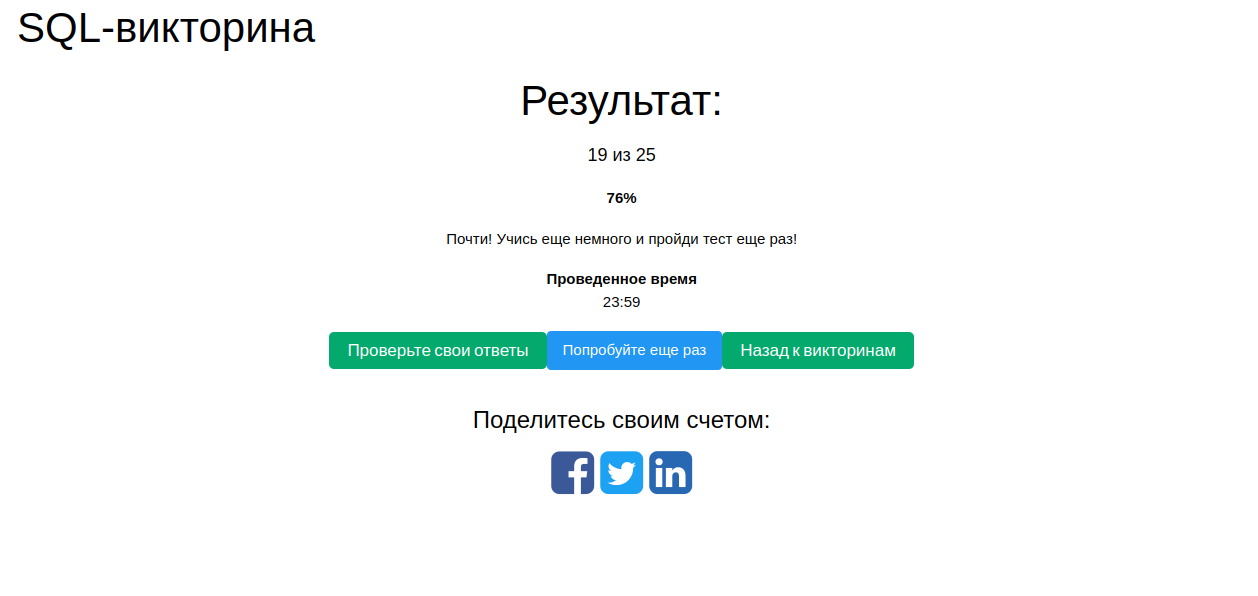 SQL-викторина
Результат:
19 из 25
76%
Почти! Учись еще немного и пройди тест еще раз!
Проведенное время
23:59
Проверьте свои ответы Попробуйте еще раз Назад к викторинам
Поделитесь своим счетом: